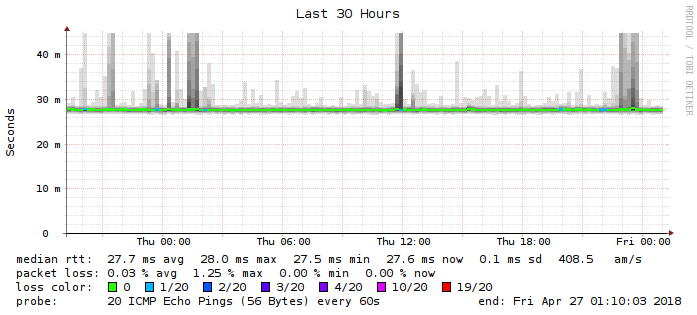 Last 30 Hours
RRDTOOL / TOBI OETIKER
Seconds
40 m
30 m
20 m
10 m
0
Thu 00:00 Thu 06:00 Thu 12:00 Thu 18:00 Fri 00:00
median rtt: 27.7 ms avg 28.0 ms max 27.5 ms min 27.6 ms now 0.1 ms sd 408.5 am/s
packet loss: 0.03 % avg 1.25 % max 0.00 % min 0.00 % now
loss color: 0 1/20 2/20 3/20 4/20 10/20 19/20
probe: 20 ICMP Echo Pings (56 Bytes) every 60s end: Fri Apr 27 01:10:03 2018